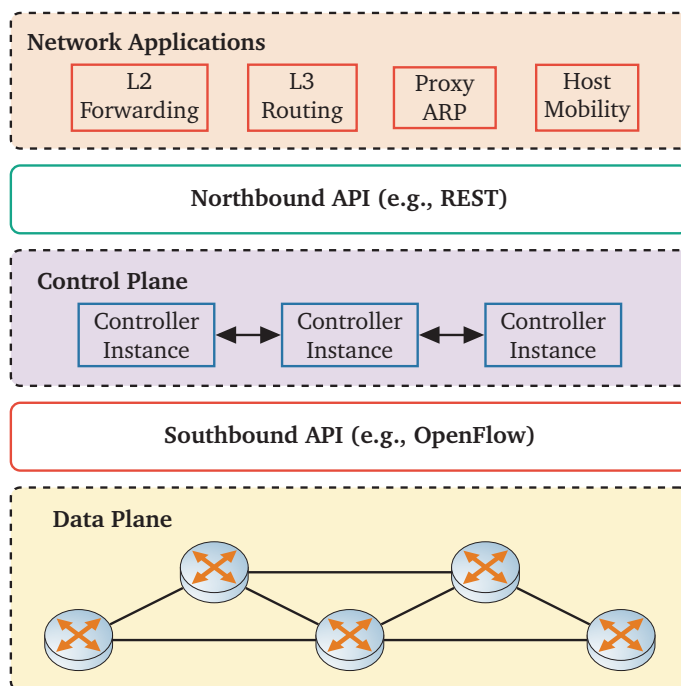 Network Applications
L2
Forwarding
L3
Routing
Proxy
ARP
Host
Mobility
Northbound API (e.g., REST)
Control Plane
Controller
Instance
Controller
Instance
Controller
Instance
Southbound API (e.g., OpenFlow)
Data Plane